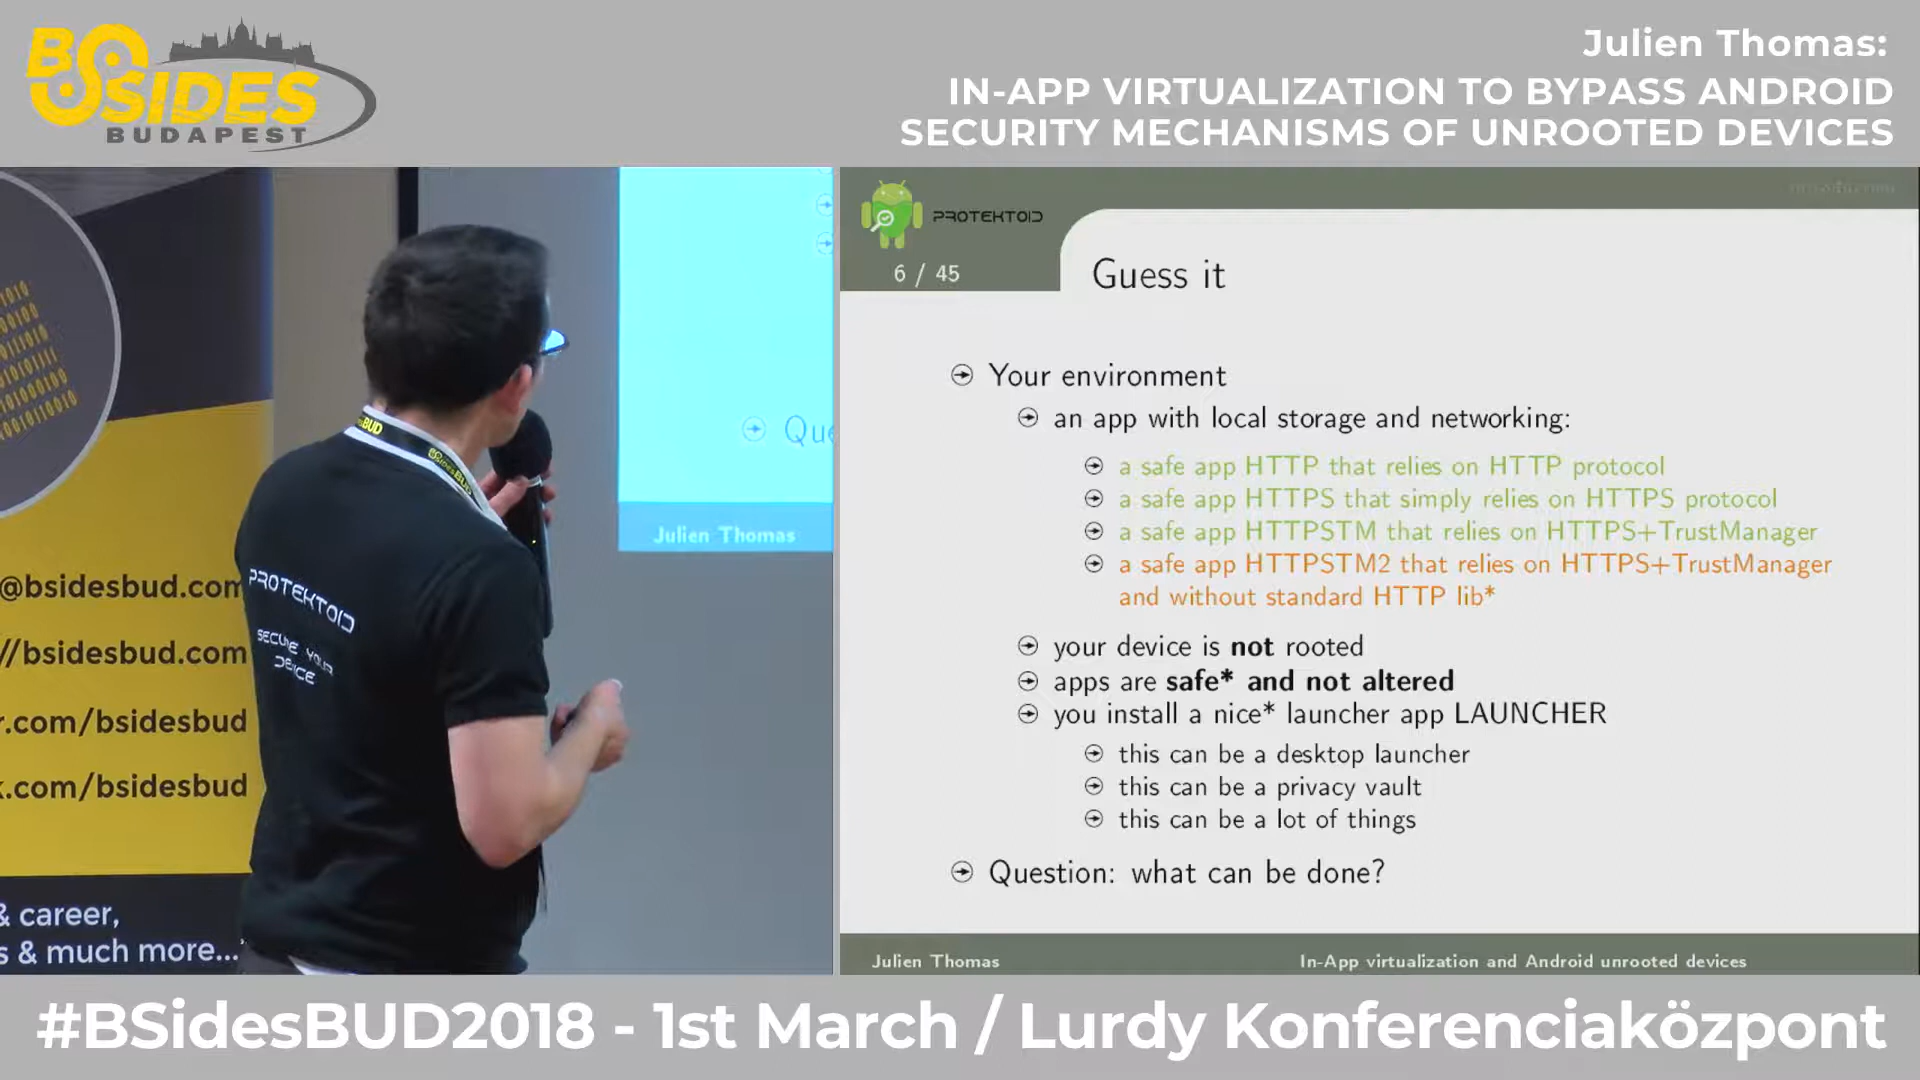 BSIDES
BUDAPEST
Julien Thomas:
IN-APP VIRTUALIZATION TO BYPASS ANDROID
SECURITY MECHANISMS OF UNROOTED DEVICES
@bsidesbud.com
//bsidesbud.com
r.com/bsidesbud
k.com/bsidesbud
& career,
s & much more...
BUD
BSidesBUD
PROTEKTOID
SECURE YOUR
DEVICE
Que
Julien Thomas
PROTEKTOID
6 / 45
Guess it
Your environment
an app with local storage and networking:
a safe app HTTP that relies on HTTP protocol
a safe app HTTPS that simply relies on HTTPS protocol
a safe app HTTPSTM that relies on HTTPS+TrustManager
a safe app HTTPSTM2 that relies on HTTPS+TrustManager
and without standard HTTP lib*
your device is not rooted
apps are safe* and not altered
you install a nice* launcher app LAUNCHER
this can be a desktop launcher
this can be a privacy vault
this can be a lot of things
Question: what can be done?
Julien Thomas
In-App virtualization and Android unrooted devices
#BSidesBUD2018 - 1st March / Lurdy Konferenciaközpont